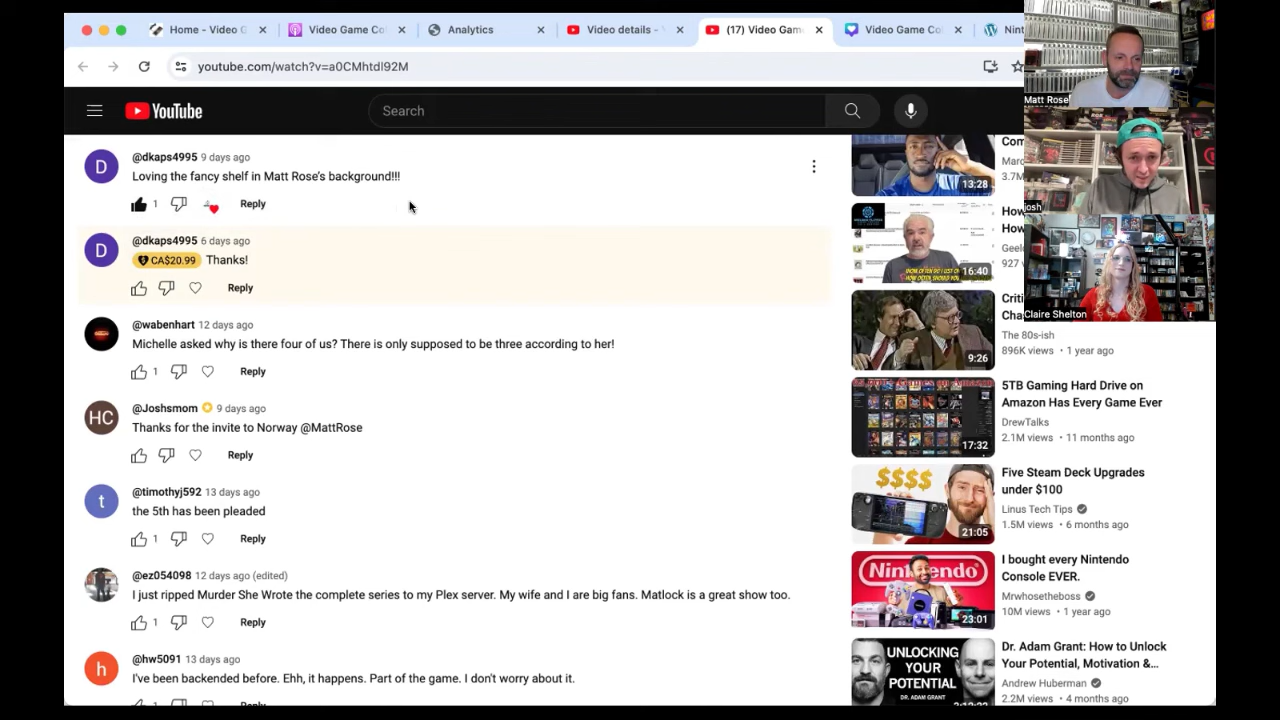 Home - Video G
Video Game Co
Analytics
Video details -
(17) Video Gam
Video Game Co
Nin
youtube.com/watch?v=a0CMhtdI92M
YouTube
Search
@dkaps4995 9 days ago
Loving the fancy shelf in Matt Rose's background!!!
1
Reply
@dkaps4995 6 days ago
CA$20.99 Thanks!
Reply
@wabenhart 12 days ago
Michelle asked why is there four of us? There is only supposed to be three according to her!
1
Reply
HC
@Joshsmom 9 days ago
Thanks for the invite to Norway @MattRose
Reply
t
@timothyj592 13 days ago
the 5th has been pleaded
1
Reply
@ez054098 12 days ago (edited)
I just ripped Murder She Wrote the complete series to my Plex server. My wife and I are big fans. Matlock is a great show too.
1
Reply
h
@hw5091 13 days ago
I've been backended before. Ehh, it happens. Part of the game. I don't worry about it.
D
D
13:28
Com
Marc
3.7M
16:40
How
How
Geel
927
9:26
Criti
Cha
The 80s-ish
896K views • 1 year ago
17:32
5TB Gaming Hard Drive on
Amazon Has Every Game Ever
DrewTalks
2.1M views • 11 months ago
$$$$
21:05
Five Steam Deck Upgrades
under $100
Linus Tech Tips
1.5M views • 6 months ago
Nintendo
23:01
I bought every Nintendo
Console EVER.
Mrwhosetheboss
10M views • 1 year ago
UNLOCKING
YOUR
POTENTIAL
DR. ADAM GRANT
Dr. Adam Grant: How to Unlock
Your Potential, Motivation &...
Andrew Huberman
2.2M views • 4 months ago
Matt Rose
josh
Claire Shelton